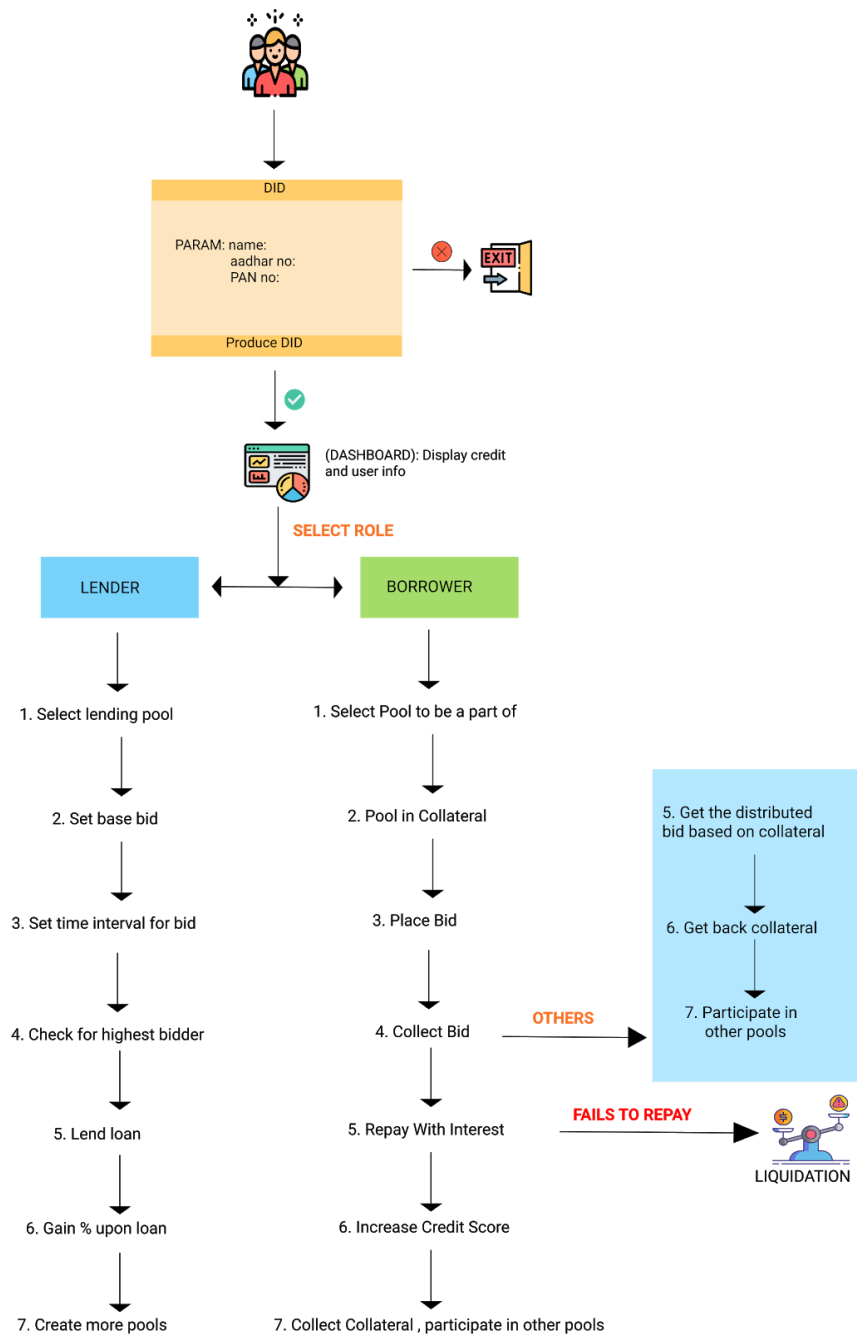 DID
PARAM: name:
aadhar no:
PAN no:
EXIT
Produce DID
(DASHBOARD): Display credit
and user info
SELECT ROLE
LENDER
BORROWER
1. Select lending pool
2. Set base bid
3. Set time interval for bid
4. Check for highest bidder
5. Lend loan
6. Gain % upon loan
7. Create more pools
1. Select Pool to be a part of
2. Pool in Collateral
3. Place Bid
4. Collect Bid
5. Repay With Interest
6. Increase Credit Score
7. Collect Collateral , participate in other pools
OTHERS
5. Get the distributed
bid based on collateral
6. Get back collateral
7. Participate in
other pools
FAILS TO REPAY
$
LIQUIDATION